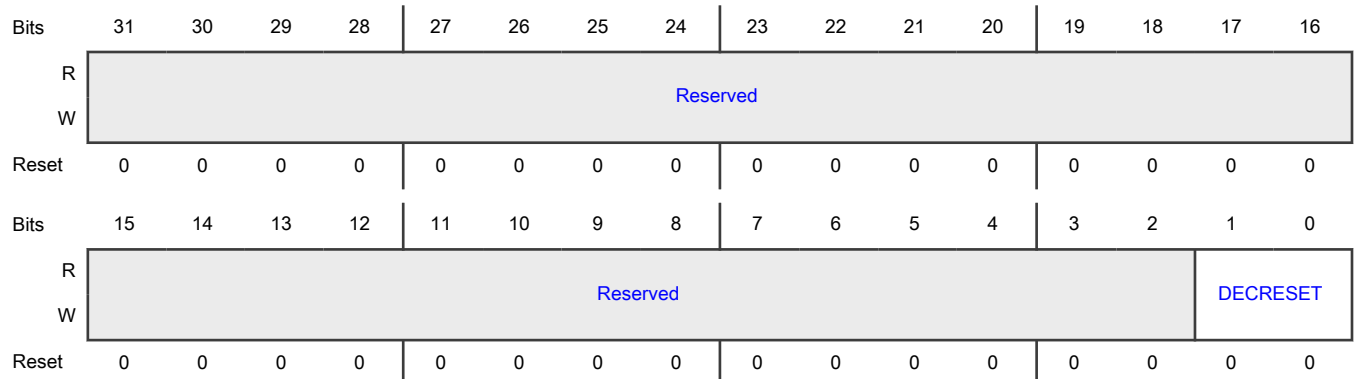 Bits 31 30 29 28 27 26 25 24 23 22 21 20 19 18 17 16
R
Reserved
W
Reset 0 0 0 0 0 0 0 0 0 0 0 0 0 0 0 0
Bits 15 14 13 12 11 10 9 8 7 6 5 4 3 2 1 0
R
Reserved DECRESET
W
Reset 0 0 0 0 0 0 0 0 0 0 0 0 0 0 0 0